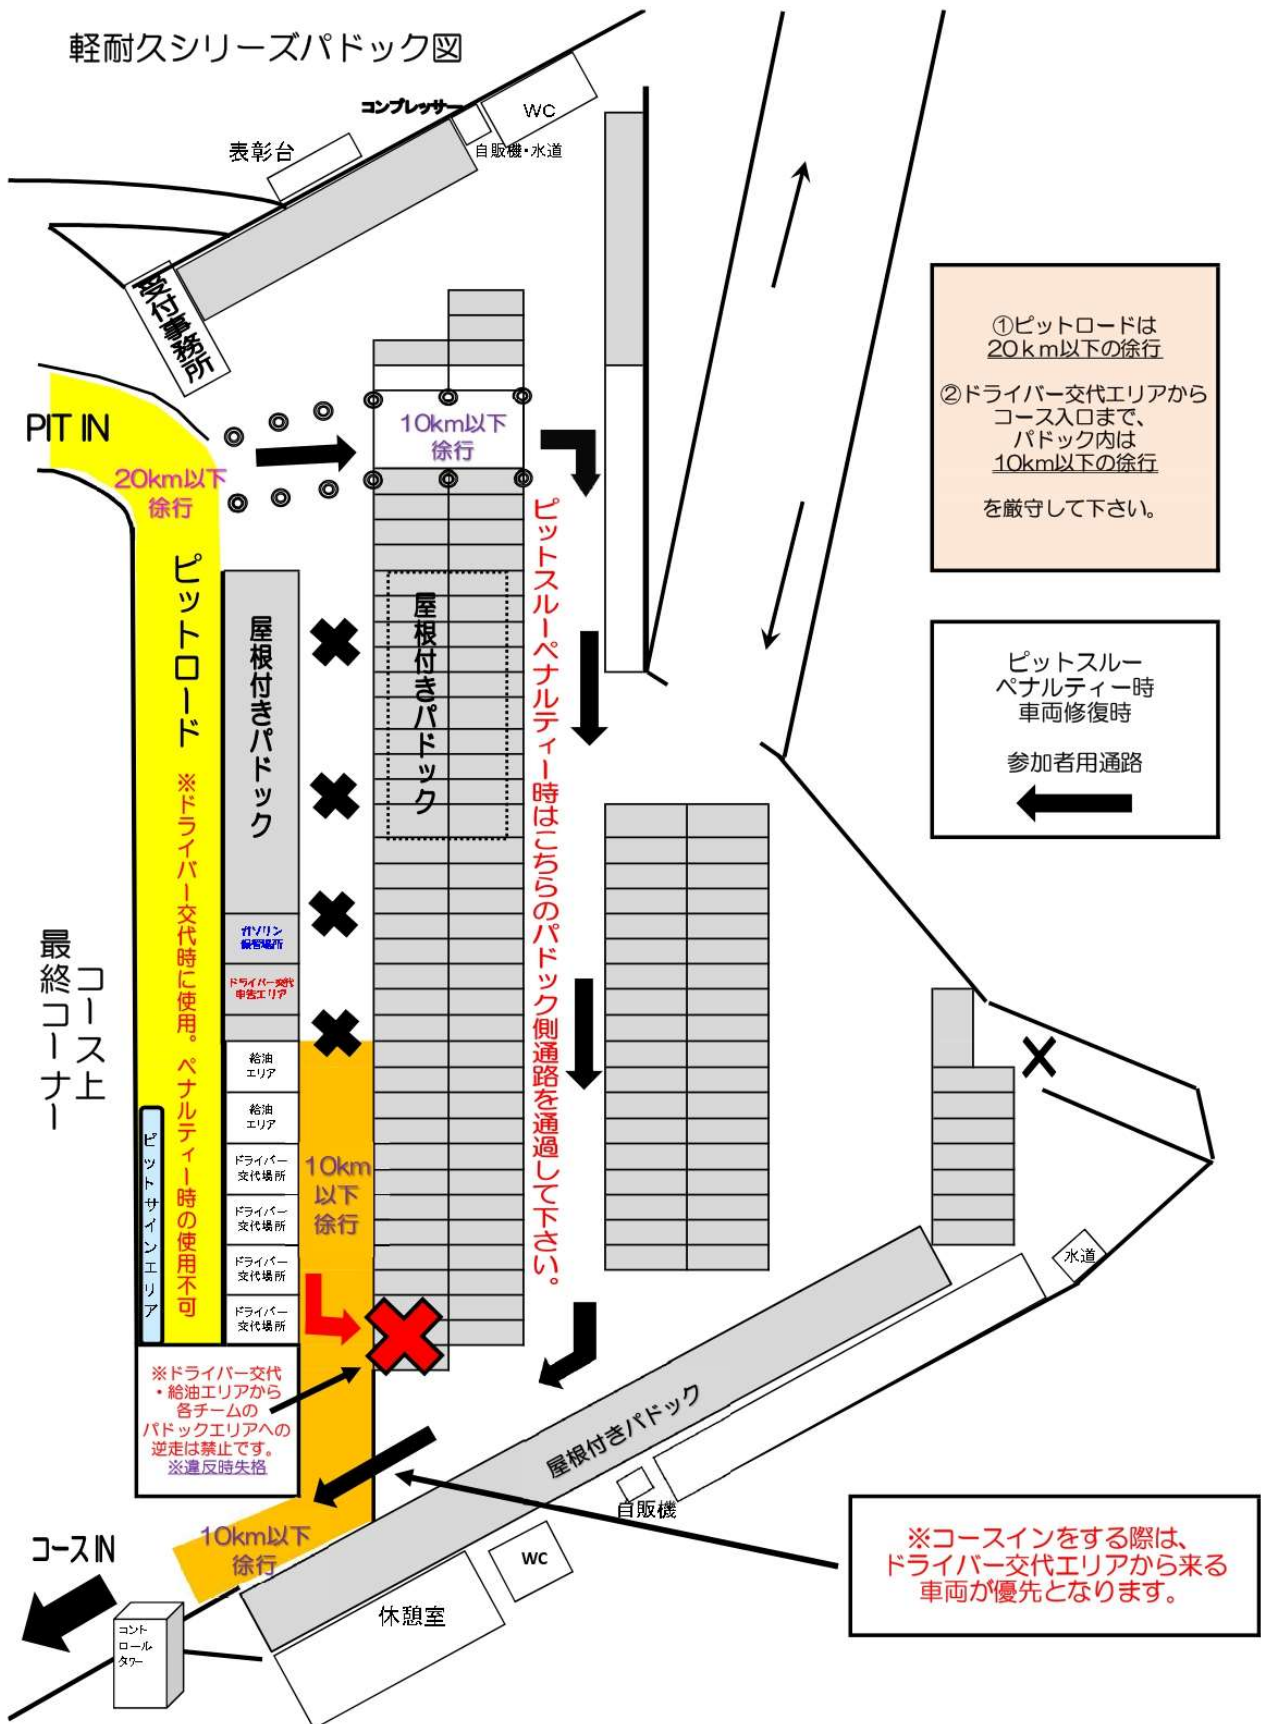 軽耐久シリーズパドック図
コンプレッサー
WC
自販機・水道
表彰台
受付事務所
PIT IN
20km以下
徐行
10km以下
徐行
①ピットロードは
20km以下の徐行
②ドライバー交代エリアから
コース入口まで、
パドック内は
10km以下の徐行
を厳守して下さい。
ピットスルー
ペナルティー時
車両修復時
参加者用通路
ピットロード
※ドライバー交代時に使用。ペナルティー時の使用不可
屋根付きパドック
屋根付きパドック
ピットスルーペナルティー時はこちらのパドック側通路を通過して下さい。
コース上
最終コーナー
ガソリン
保管場所
ドライバー交代
申告エリア
給油
エリア
給油
エリア
ドライバー
交代場所
ドライバー
交代場所
ドライバー
交代場所
ドライバー
交代場所
10km
以下
徐行
ピットサインエリア
※ドライバー交代
・給油エリアから
各チームの
パドックエリアへの
逆走は禁止です。
※違反時失格
水道
屋根付きパドック
自販機
WC
休憩室
10km以下
徐行
コースIN
コント
ロール
タワー
※コースインをする際は、
ドライバー交代エリアから来る
車両が優先となります。